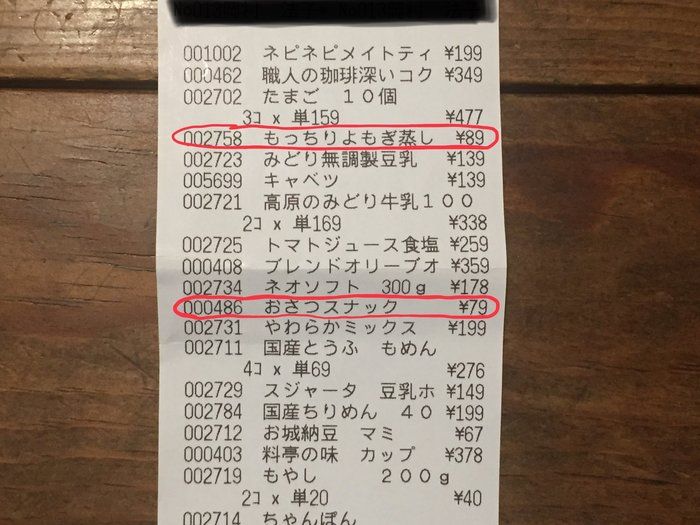 001002 ネピネピメイトティ ¥199
000462 職人の珈琲深いコク ¥349
002702 たまご 10個
3コ x 単159 ¥477
002758 もっちりよもぎ蒸し ¥89
002723 みどり無調製豆乳 ¥139
005699 キャベツ ¥139
002721 高原のみどり牛乳100
2コ x 単169 ¥338
002725 トマトジュース食塩 ¥259
000408 ブレンドオリーブオ ¥359
002734 ネオソフト 300g ¥178
000486 おさつスナック ¥79
002731 やわらかミックス ¥199
002711 国産とうふ もめん
4コ x 単69 ¥276
002729 スジャータ 豆乳ホ ¥149
002784 国産ちりめん 40 ¥199
002712 お城納豆 マミ ¥67
000403 料亭の味 カップ ¥378
002719 もやし 200g
2コ x 単20 ¥40
002714 ちゃんぽん